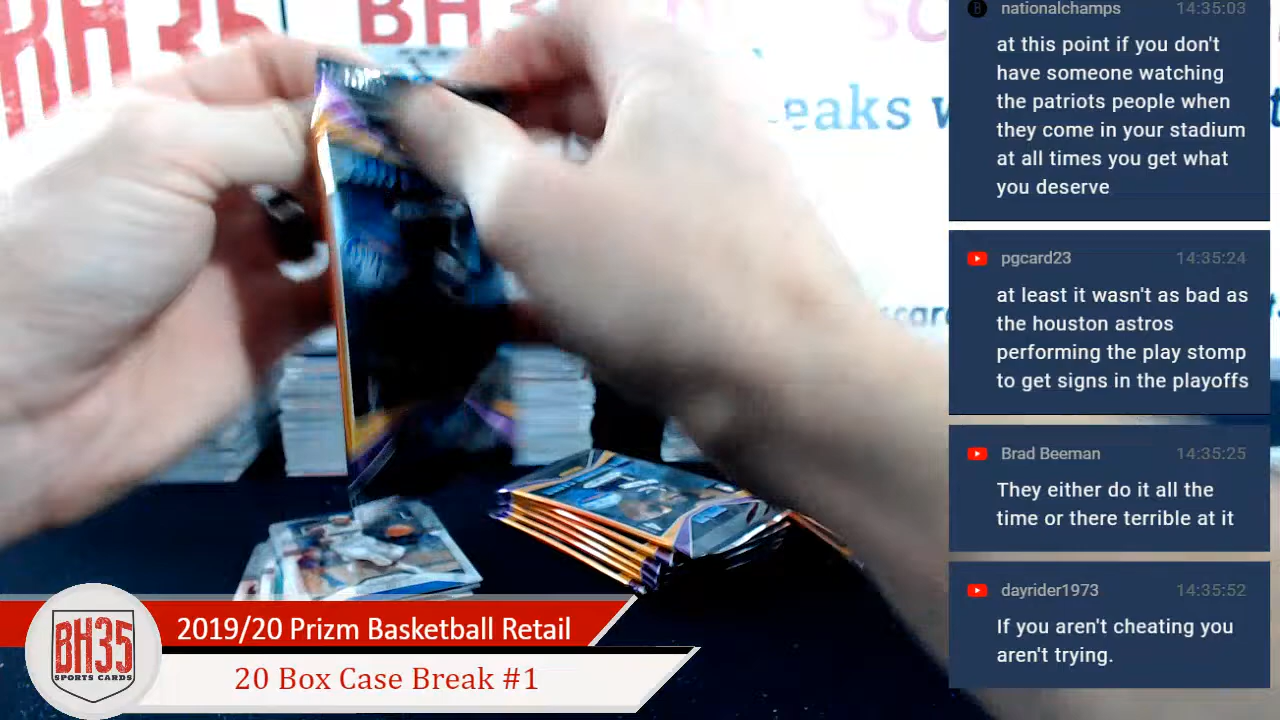 BH35
BH35
eaks w
scar
nationalchamps 14:35:03
at this point if you don't
have someone watching
the patriots people when
they come in your stadium
at all times you get what
you deserve
pgcard23 14:35:24
at least it wasn't as bad as
the houston astros
performing the play stomp
to get signs in the playoffs
Brad Beeman 14:35:25
They either do it all the
time or there terrible at it
dayrider1973 14:35:52
If you aren't cheating you
aren't trying.
BH35
SPORTS CARDS
2019/20 Prizm Basketball Retail
20 Box Case Break #1